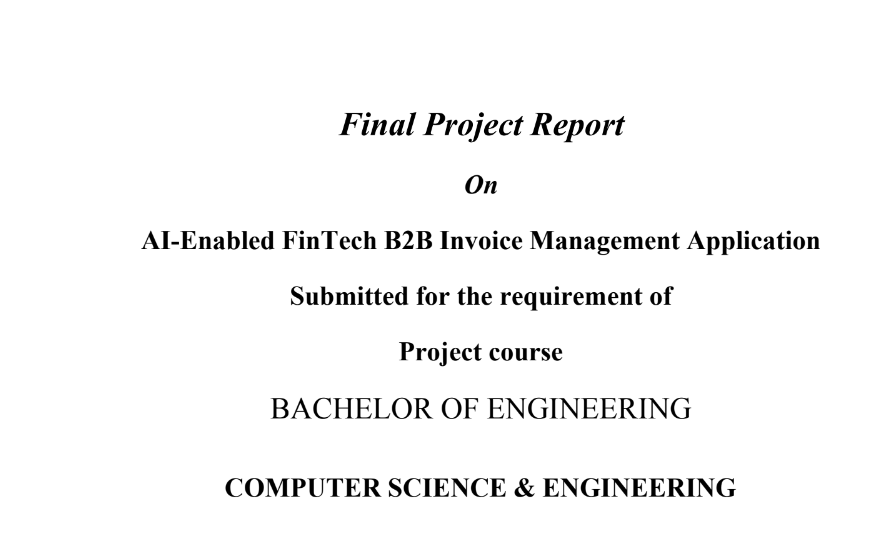 Final Project Report
On
AI-Enabled FinTech B2B Invoice Management Application
Submitted for the requirement of
Project course
BACHELOR OF ENGINEERING
COMPUTER SCIENCE & ENGINEERING